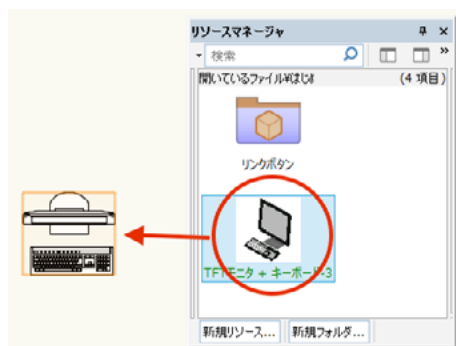 リソースマネージャ
検索
»
開いているファイル¥はじめ (4 項目)
リンクボタン
TFTモニタ + キーボード-3
新規リソース... 新規フォルダ...